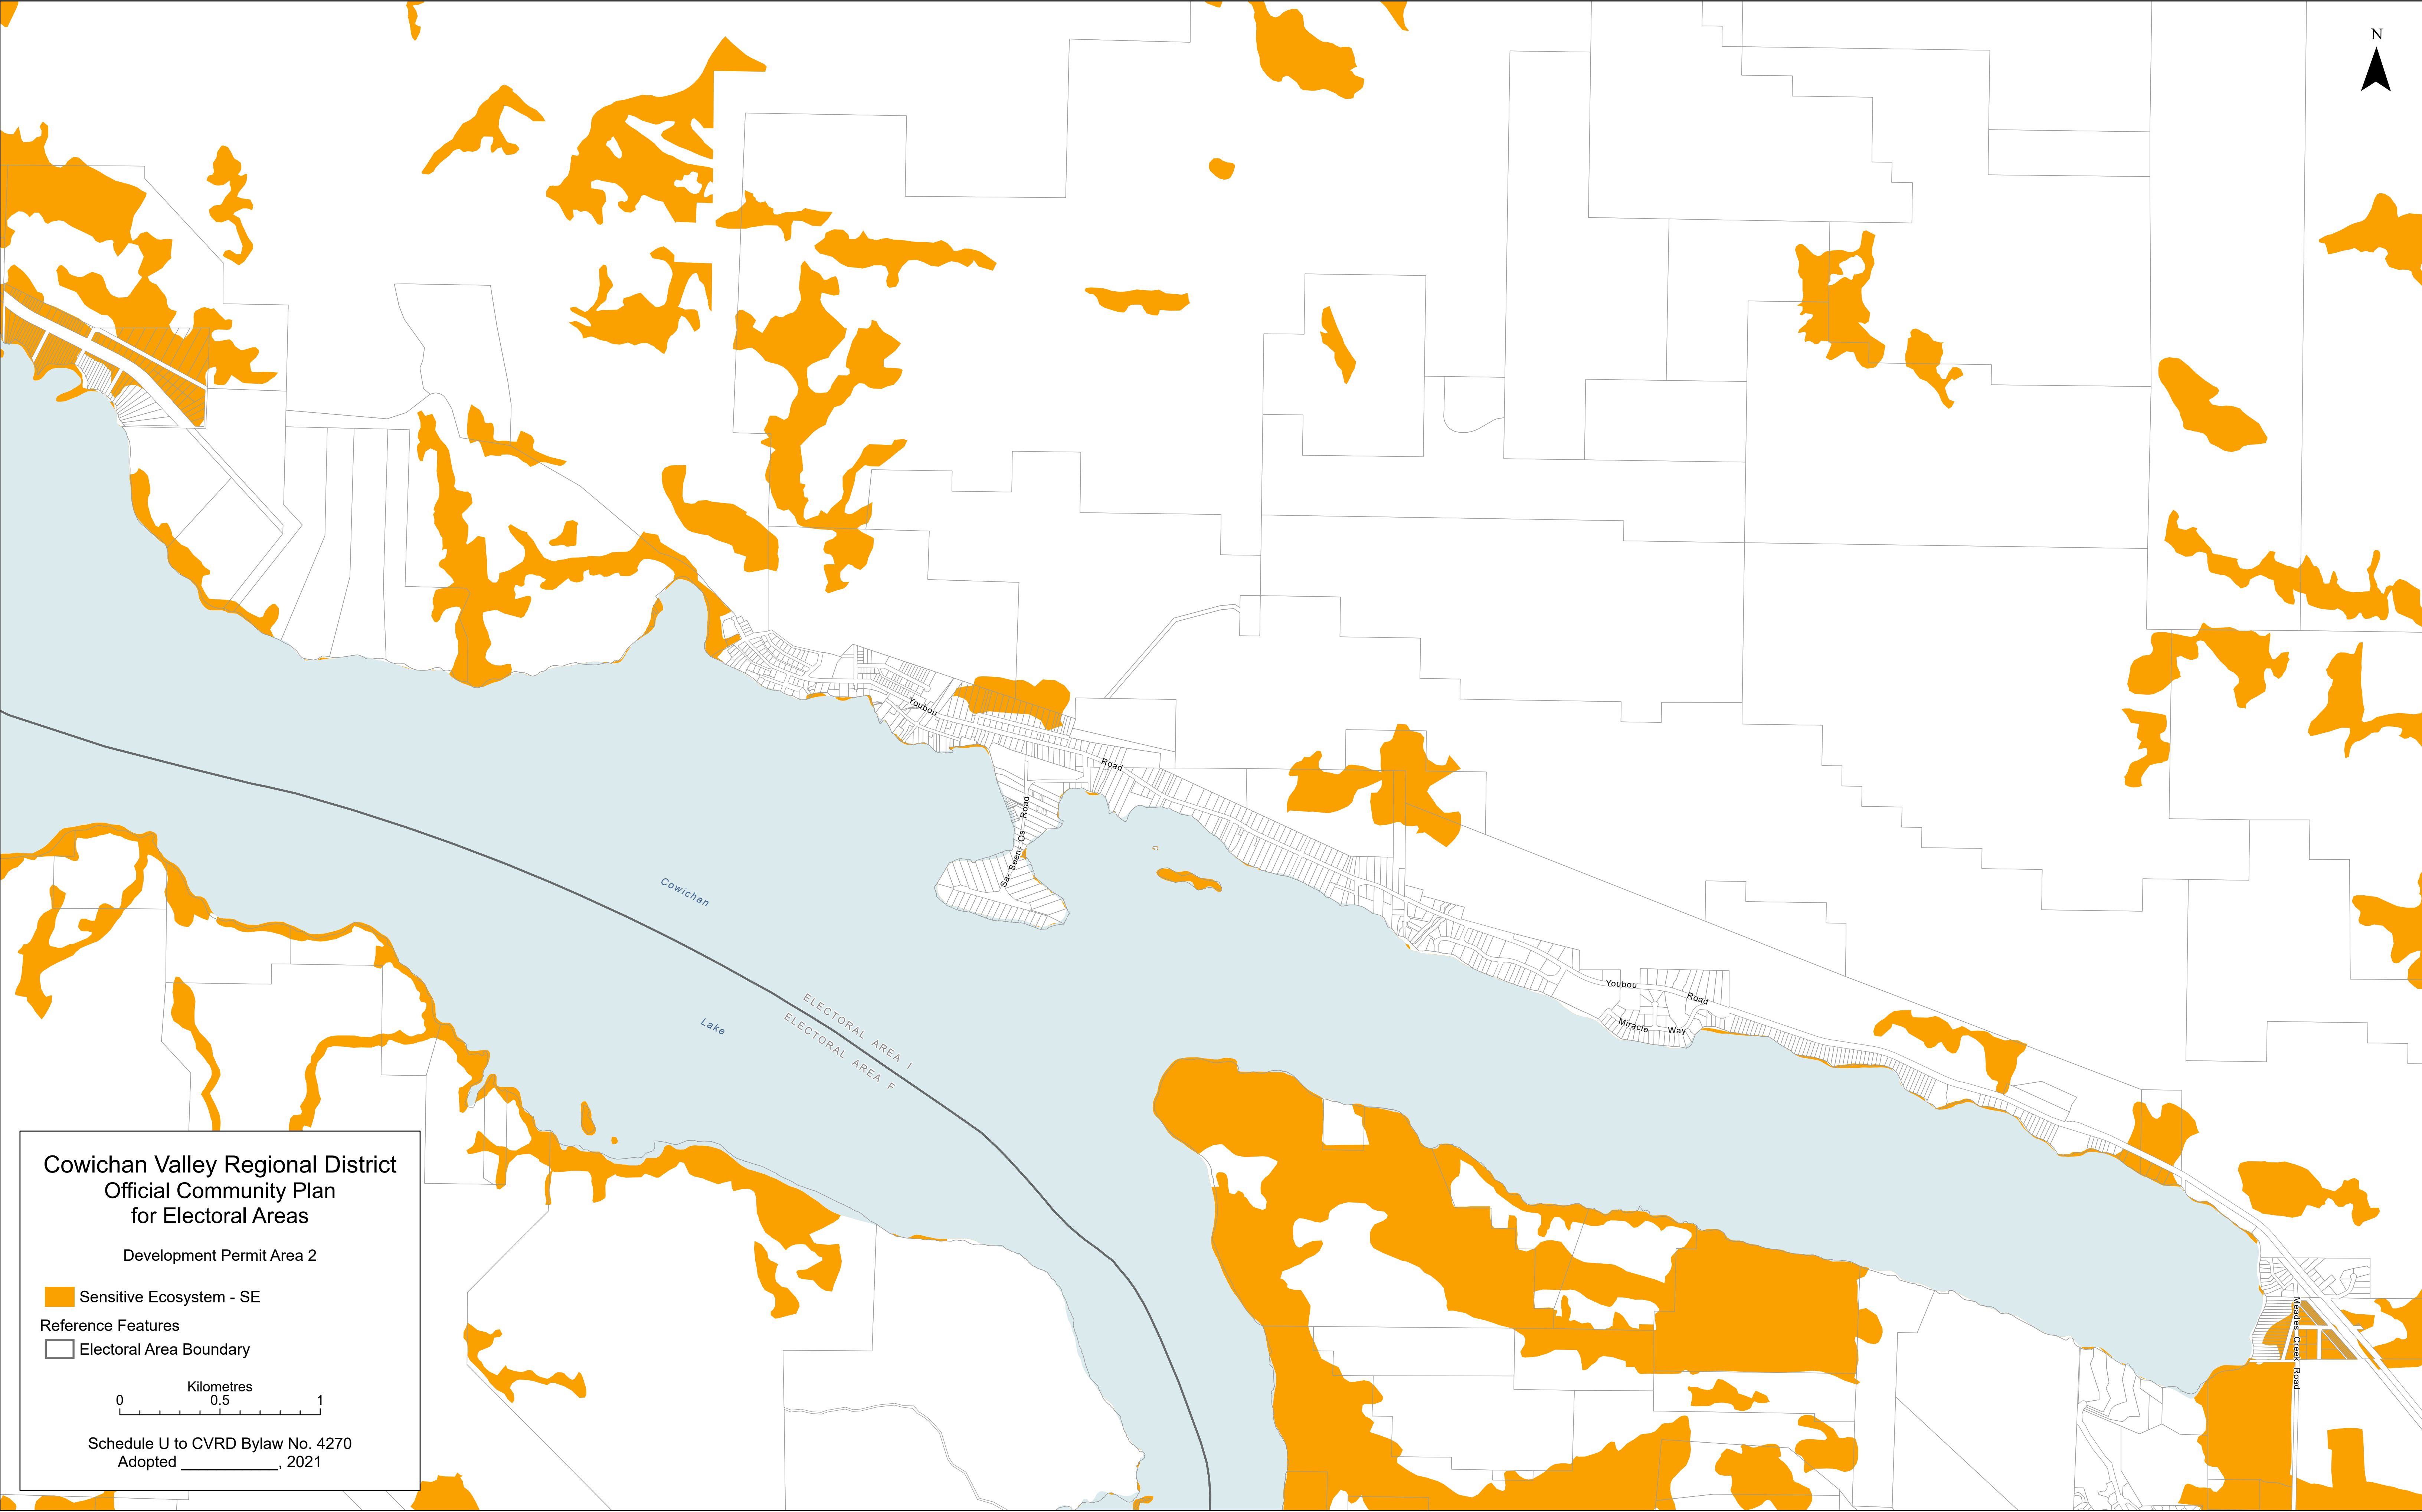 N
Youbou
Road
Sa-Seen-Os Road
Cowichan
Lake
ELECTORAL AREA I
ELECTORAL AREA F
Youbou
Road
Miracle Way
Meades Creek Road
Cowichan Valley Regional District
Official Community Plan
for Electoral Areas
Development Permit Area 2
Sensitive Ecosystem - SE
Reference Features
Electoral Area Boundary
Kilometres
0 0.5 1
Schedule U to CVRD Bylaw No. 4270
Adopted ____________, 2021